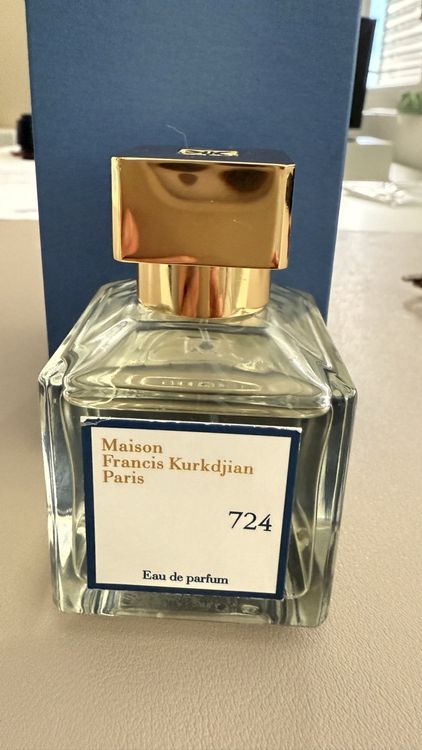 Maison
Francis Kurkdjian
Paris
724
Eau de parfum